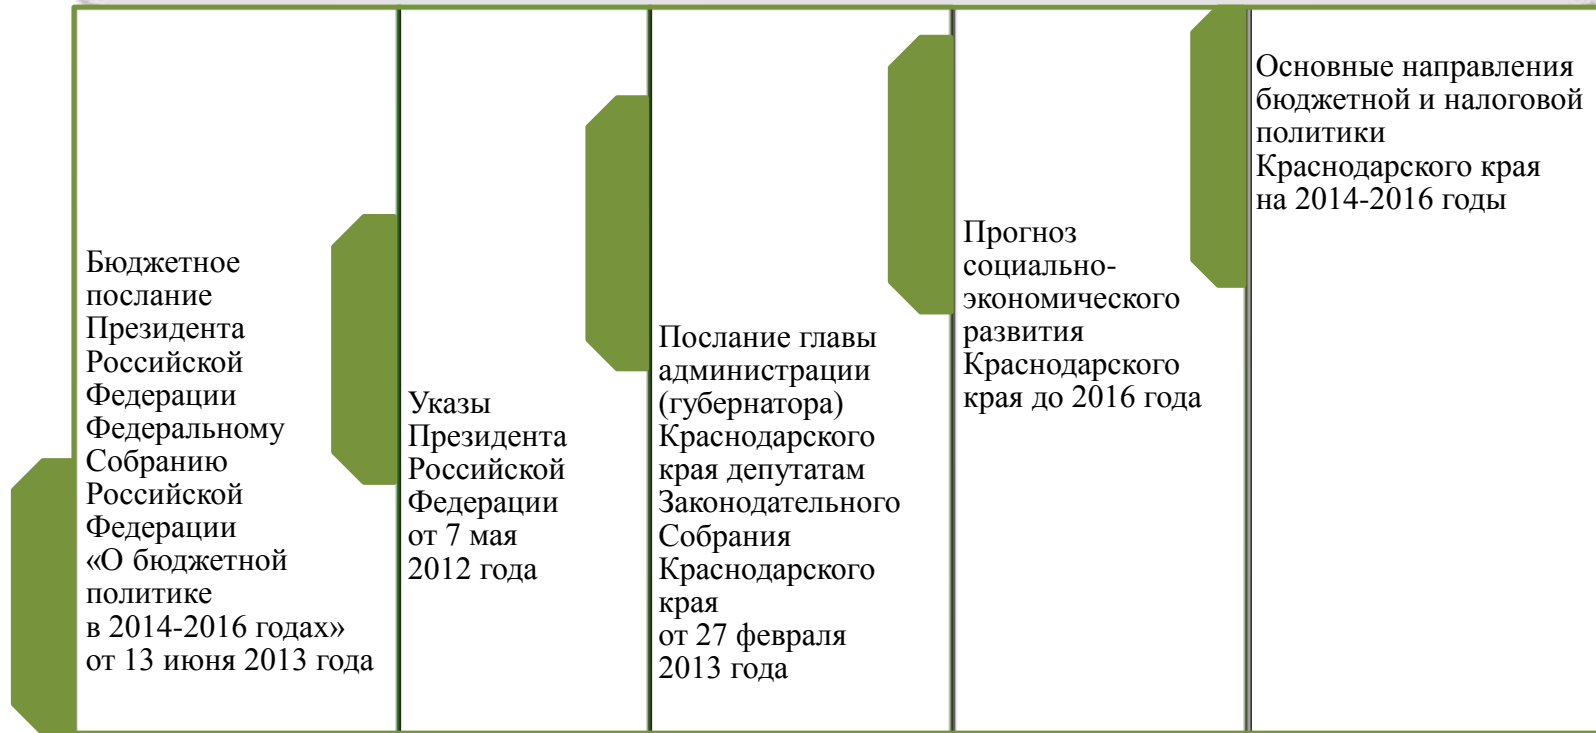 Бюджетное
послание
Президента
Российской
Федерации
Федеральному
Собранию
Российской
Федерации
«О бюджетной
политике
в 2014-2016 годах»
от 13 июня 2013 года
Указы
Президента
Российской
Федерации
от 7 мая
2012 года
Послание главы
администрации
(губернатора)
Краснодарского
края депутатам
Законодательного
Собрания
Краснодарского
края
от 27 февраля
2013 года
Прогноз
социально-
экономического
развития
Краснодарского
края до 2016 года
Основные направления
бюджетной и налоговой
политики
Краснодарского края
на 2014-2016 годы